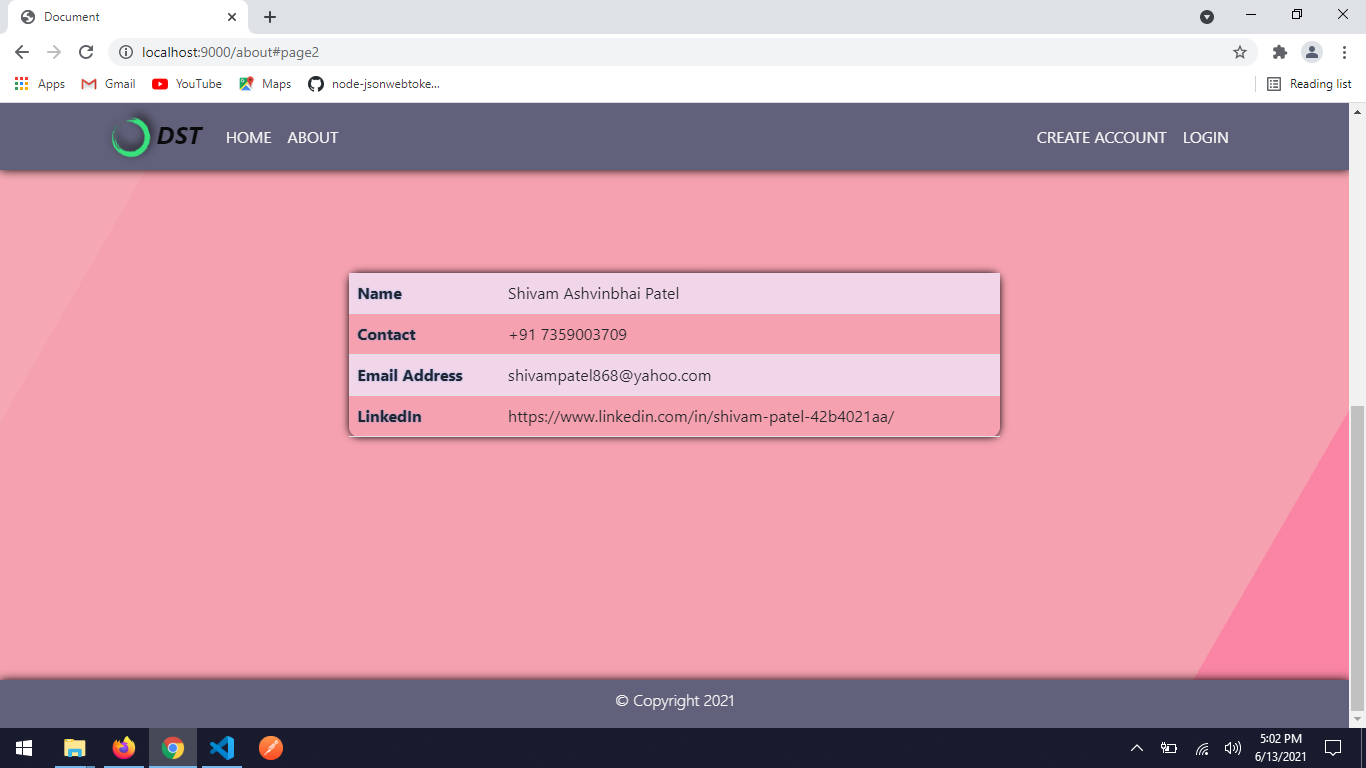 Document
localhost:9000/about#page2
Apps Gmail YouTube Maps node-jsonwebtoke... Reading list
DST HOME ABOUT CREATE ACCOUNT LOGIN
Name Shivam Ashvinbhai Patel
Contact +91 7359003709
Email Address shivampatel868@yahoo.com
LinkedIn https://www.linkedin.com/in/shivam-patel-42b4021aa/
© Copyright 2021
5:02 PM
6/13/2021